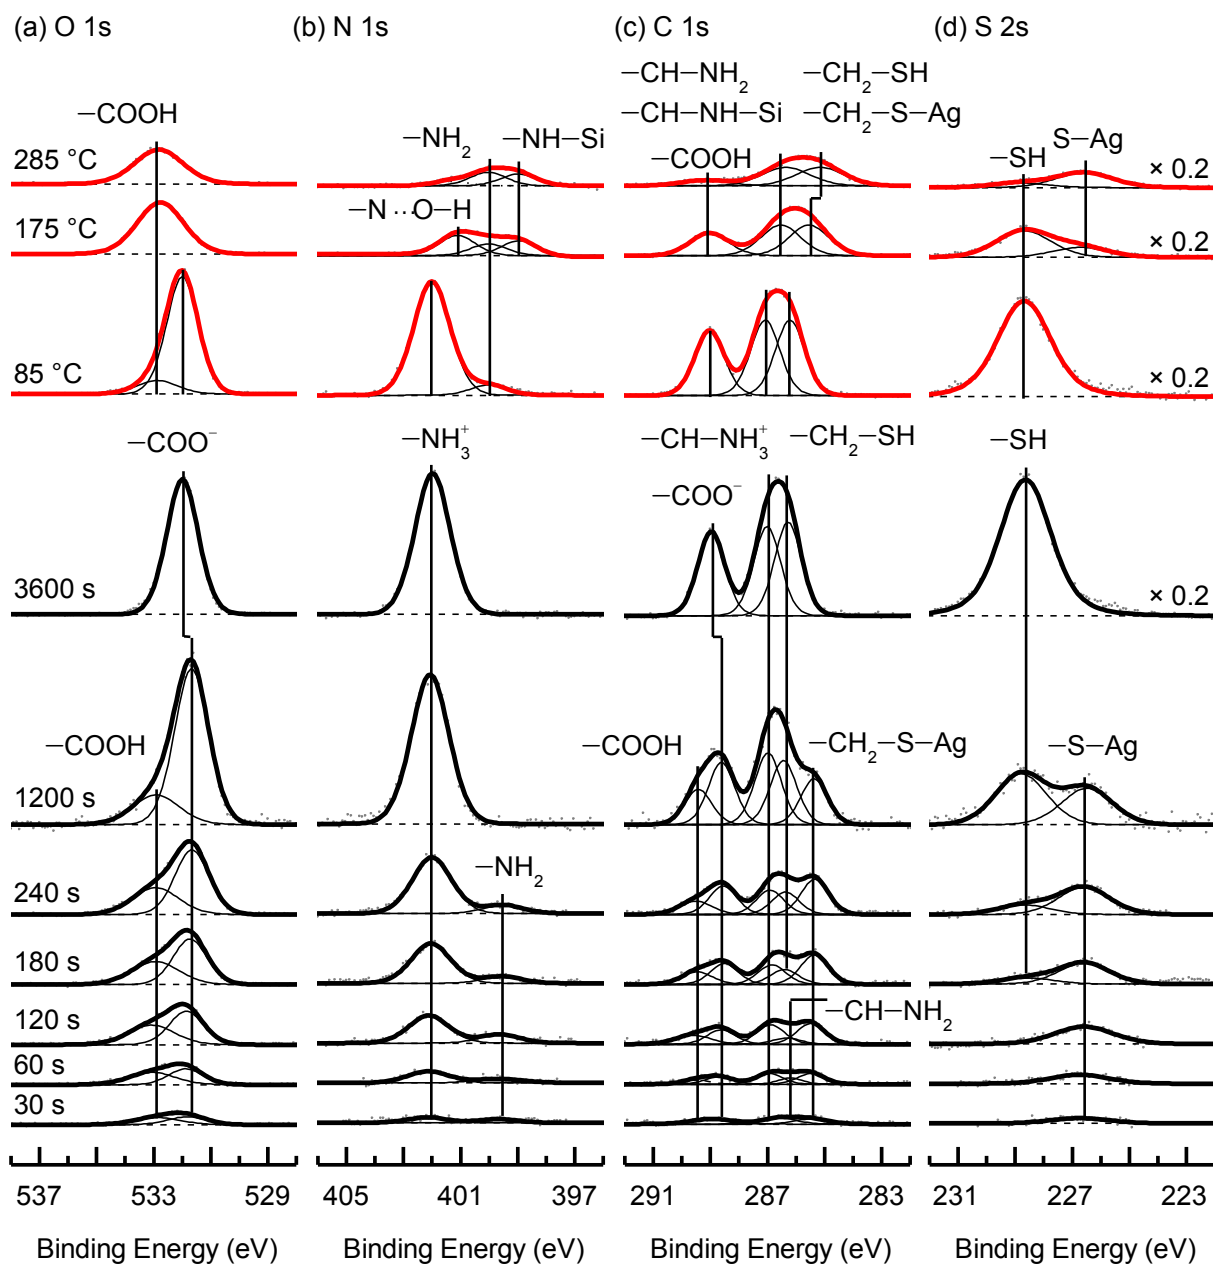 (a) O 1s
(b) N 1s
(c) C 1s
(d) S 2s
−CH−NH₂
−CH₂−SH
−COOH
−CH−NH−Si
−CH₂−S−Ag
−NH₂
−NH−Si
−COOH
S−Ag
−SH
285 °C
× 0.2
−N ···O−H
175 °C
× 0.2
85 °C
× 0.2
−COO⁻
−NH₃⁺
−CH−NH₃⁺
−CH₂−SH
−SH
−COO⁻
3600 s
× 0.2
−COOH
−COOH
−CH₂−S−Ag
−S−Ag
1200 s
−NH₂
240 s
180 s
120 s
−CH−NH₂
60 s
30 s
537 533 529
405 401 397
291 287 283
231 227 223
Binding Energy (eV)
Binding Energy (eV)
Binding Energy (eV)
Binding Energy (eV)